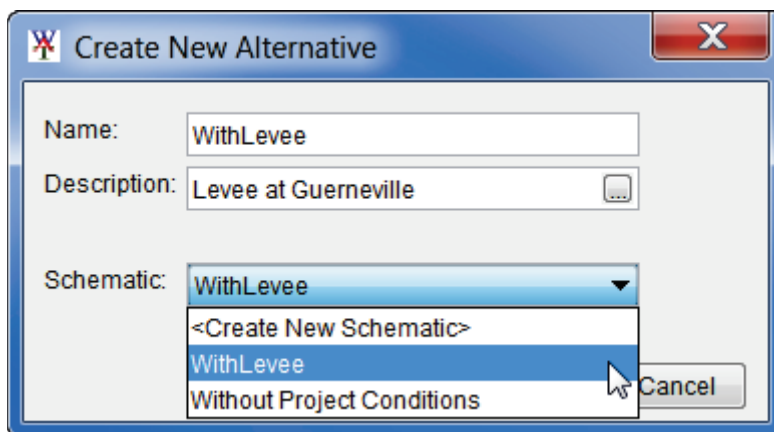 Create New Alternative
Name: WithLevee
Description: Levee at Guerneville ...
Schematic: WithLevee
<Create New Schematic>
WithLevee
Without Project Conditions
Cancel